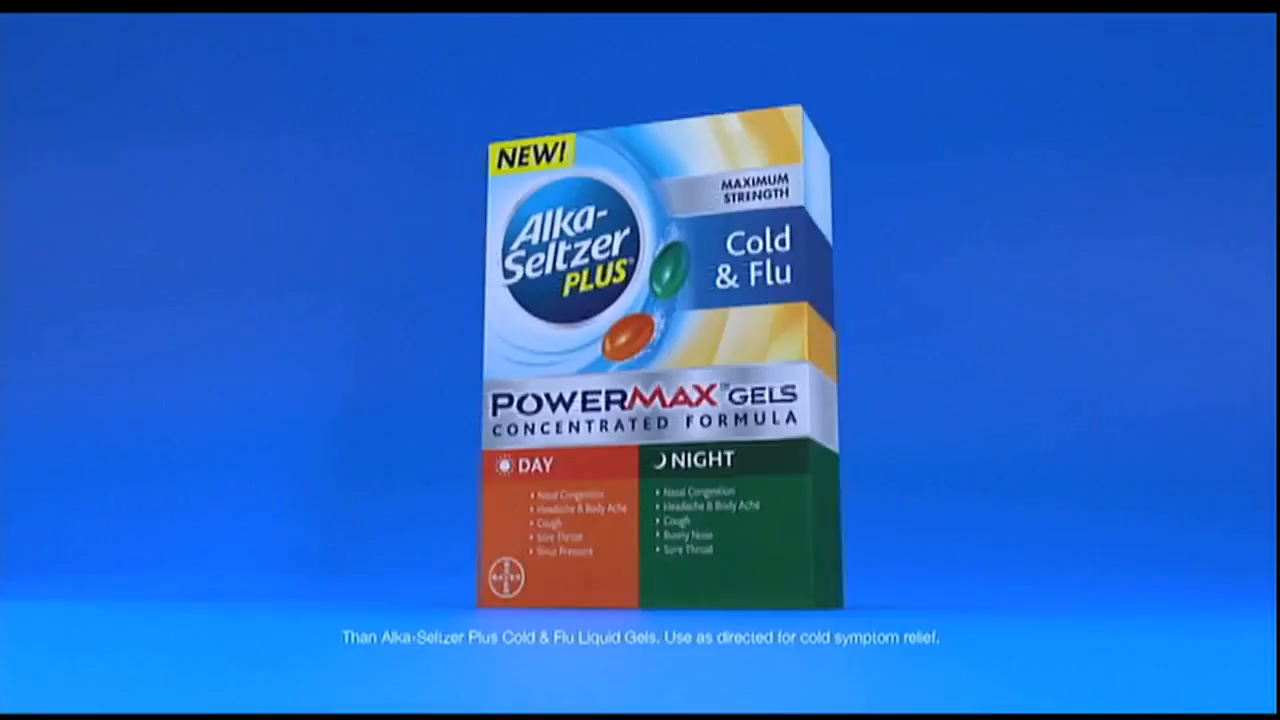 NEW!
Alka-
Seltzer
PLUS®
MAXIMUM
STRENGTH
Cold
& Flu
POWERMAX™ GELS
CONCENTRATED FORMULA
DAY
• Nasal Congestion
• Headache & Body Ache
• Cough
• Sore Throat
• Sinus Pressure
NIGHT
• Nasal Congestion
• Headache & Body Ache
• Cough
• Runny Nose
• Sore Throat
BAYER
Than Alka-Seltzer Plus Cold & Flu Liquid Gels. Use as directed for cold symptom relief.